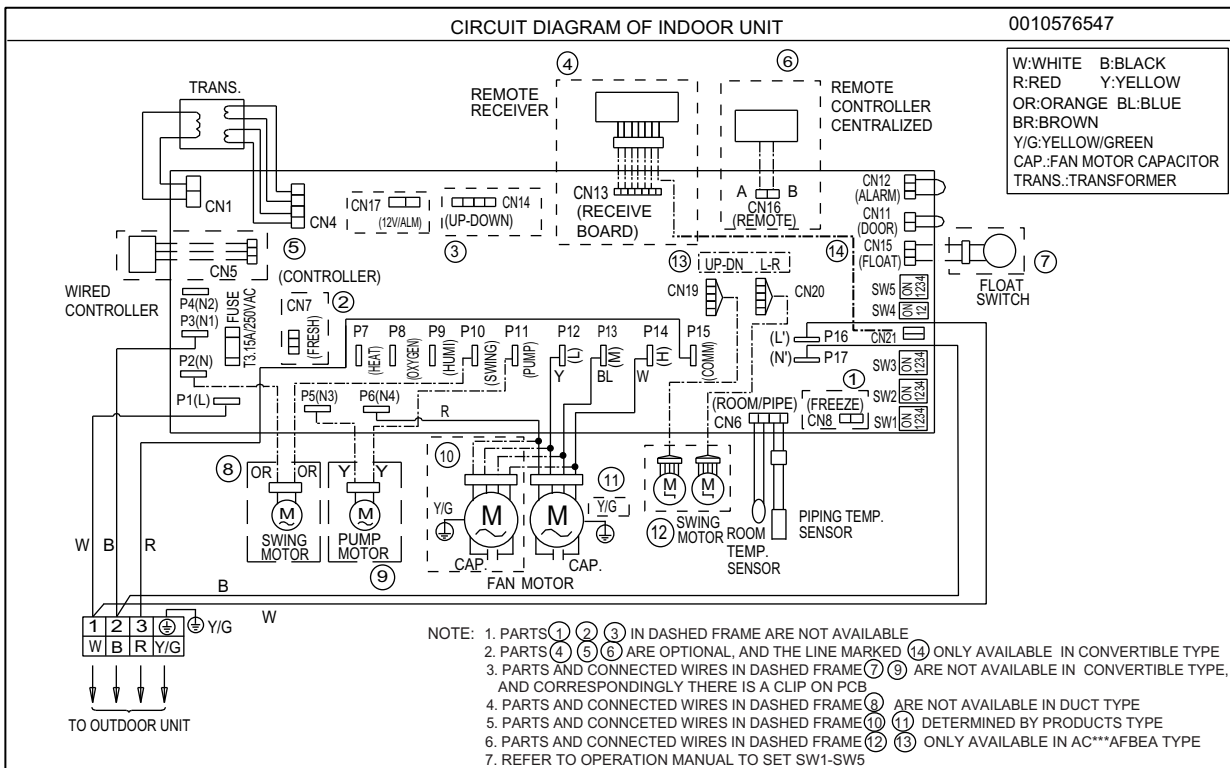 CIRCUIT DIAGRAM OF INDOOR UNIT
0010576547
W:WHITE B:BLACK
R:RED Y:YELLOW
OR:ORANGE BL:BLUE
BR:BROWN
Y/G:YELLOW/GREEN
CAP.:FAN MOTOR CAPACITOR
TRANS.:TRANSFORMER
TRANS.
4
REMOTE
RECEIVER
6
REMOTE
CONTROLLER
CENTRALIZED
CN1
CN4
CN17
(12V/ALM)
CN14
(UP-DOWN)
3
CN13
(RECEIVE
BOARD)
A B
CN16
(REMOTE)
CN12
(ALARM)
CN11
(DOOR)
CN15
(FLOAT)
7
FLOAT
SWITCH
5
CN5
(CONTROLLER)
WIRED
CONTROLLER
13
UP-DN L-R
14
CN19
CN20
SW5
ON
1234
SW4
ON
12
CN21
P4(N2)
P3(N1)
P2(N)
P1(L)
FUSE
T3.15A/250VAC
CN7
(FRESH)
2
P7
(HEAT)
P8
(OXYGEN)
P9
(HUMI)
P10
(SWING)
P11
(PUMP)
P12
(L)
Y
P13
(M)
BL
P14
(H)
W
P15
(COMM)
(L') P16
(N') P17
SW3
ON
1234
SW2
ON
1234
SW1
ON
1234
1
(FREEZE)
CN8
(ROOM/PIPE)
CN6
P5(N3)
P6(N4)
R
8
OR OR
M
SWING
MOTOR
Y Y
M
PUMP
MOTOR
9
10
Y/G
M
CAP.
M
CAP.
FAN MOTOR
11
Y/G
M
M
12
SWING
MOTOR
ROOM
TEMP.
SENSOR
PIPING TEMP.
SENSOR
W
B
R
B
W
1 2 3
Y/G
W B R Y/G
TO OUTDOOR UNIT
NOTE: 1. PARTS 1 2 3 IN DASHED FRAME ARE NOT AVAILABLE
2. PARTS 4 5 6 ARE OPTIONAL, AND THE LINE MARKED 14 ONLY AVAILABLE IN CONVERTIBLE TYPE
3. PARTS AND CONNECTED WIRES IN DASHED FRAME 7 9 ARE NOT AVAILABLE IN CONVERTIBLE TYPE,
AND CORRESPONDINGLY THERE IS A CLIP ON PCB
4. PARTS AND CONNECTED WIRES IN DASHED FRAME 8 ARE NOT AVAILABLE IN DUCT TYPE
5. PARTS AND CONNCETED WIRES IN DASHED FRAME 10 11 DETERMINED BY PRODUCTS TYPE
6. PARTS AND CONNECTED WIRES IN DASHED FRAME 12 13 ONLY AVAILABLE IN AC***AFBEA TYPE
7. REFER TO OPERATION MANUAL TO SET SW1-SW5